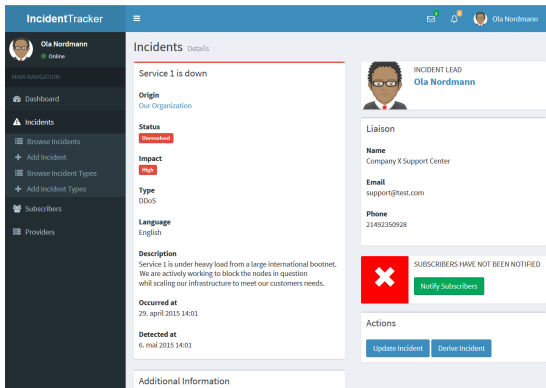 IncidentTracker
1
Ola Nordmann
Ola Nordmann
Online
MAIN NAVIGATION
Dashboard
Incidents
Browse Incidents
Add Incident
Browse Incident Types
Add Incident Types
Subscribers
Providers
Incidents Details
Service 1 is down
Origin
Our Organization
Status
Unresolved
Impact
High
Type
DDoS
Language
English
Description
Service 1 is under heavy load from a large international bootnet.
We are actively working to block the nodes in question
whil scaling our infrastructure to meet our customers needs.
Occurred at
29. april 2015 14:01
Detected at
6. mai 2015 14:01
Additional Information
INCIDENT LEAD
Ola Nordmann
Liaison
Name
Company X Support Center
Email
support@test.com
Phone
21492350928
SUBSCRIBERS HAVE NOT BEEN NOTIFIED
Notify Subscribers
Actions
Update Incident
Derive Incident